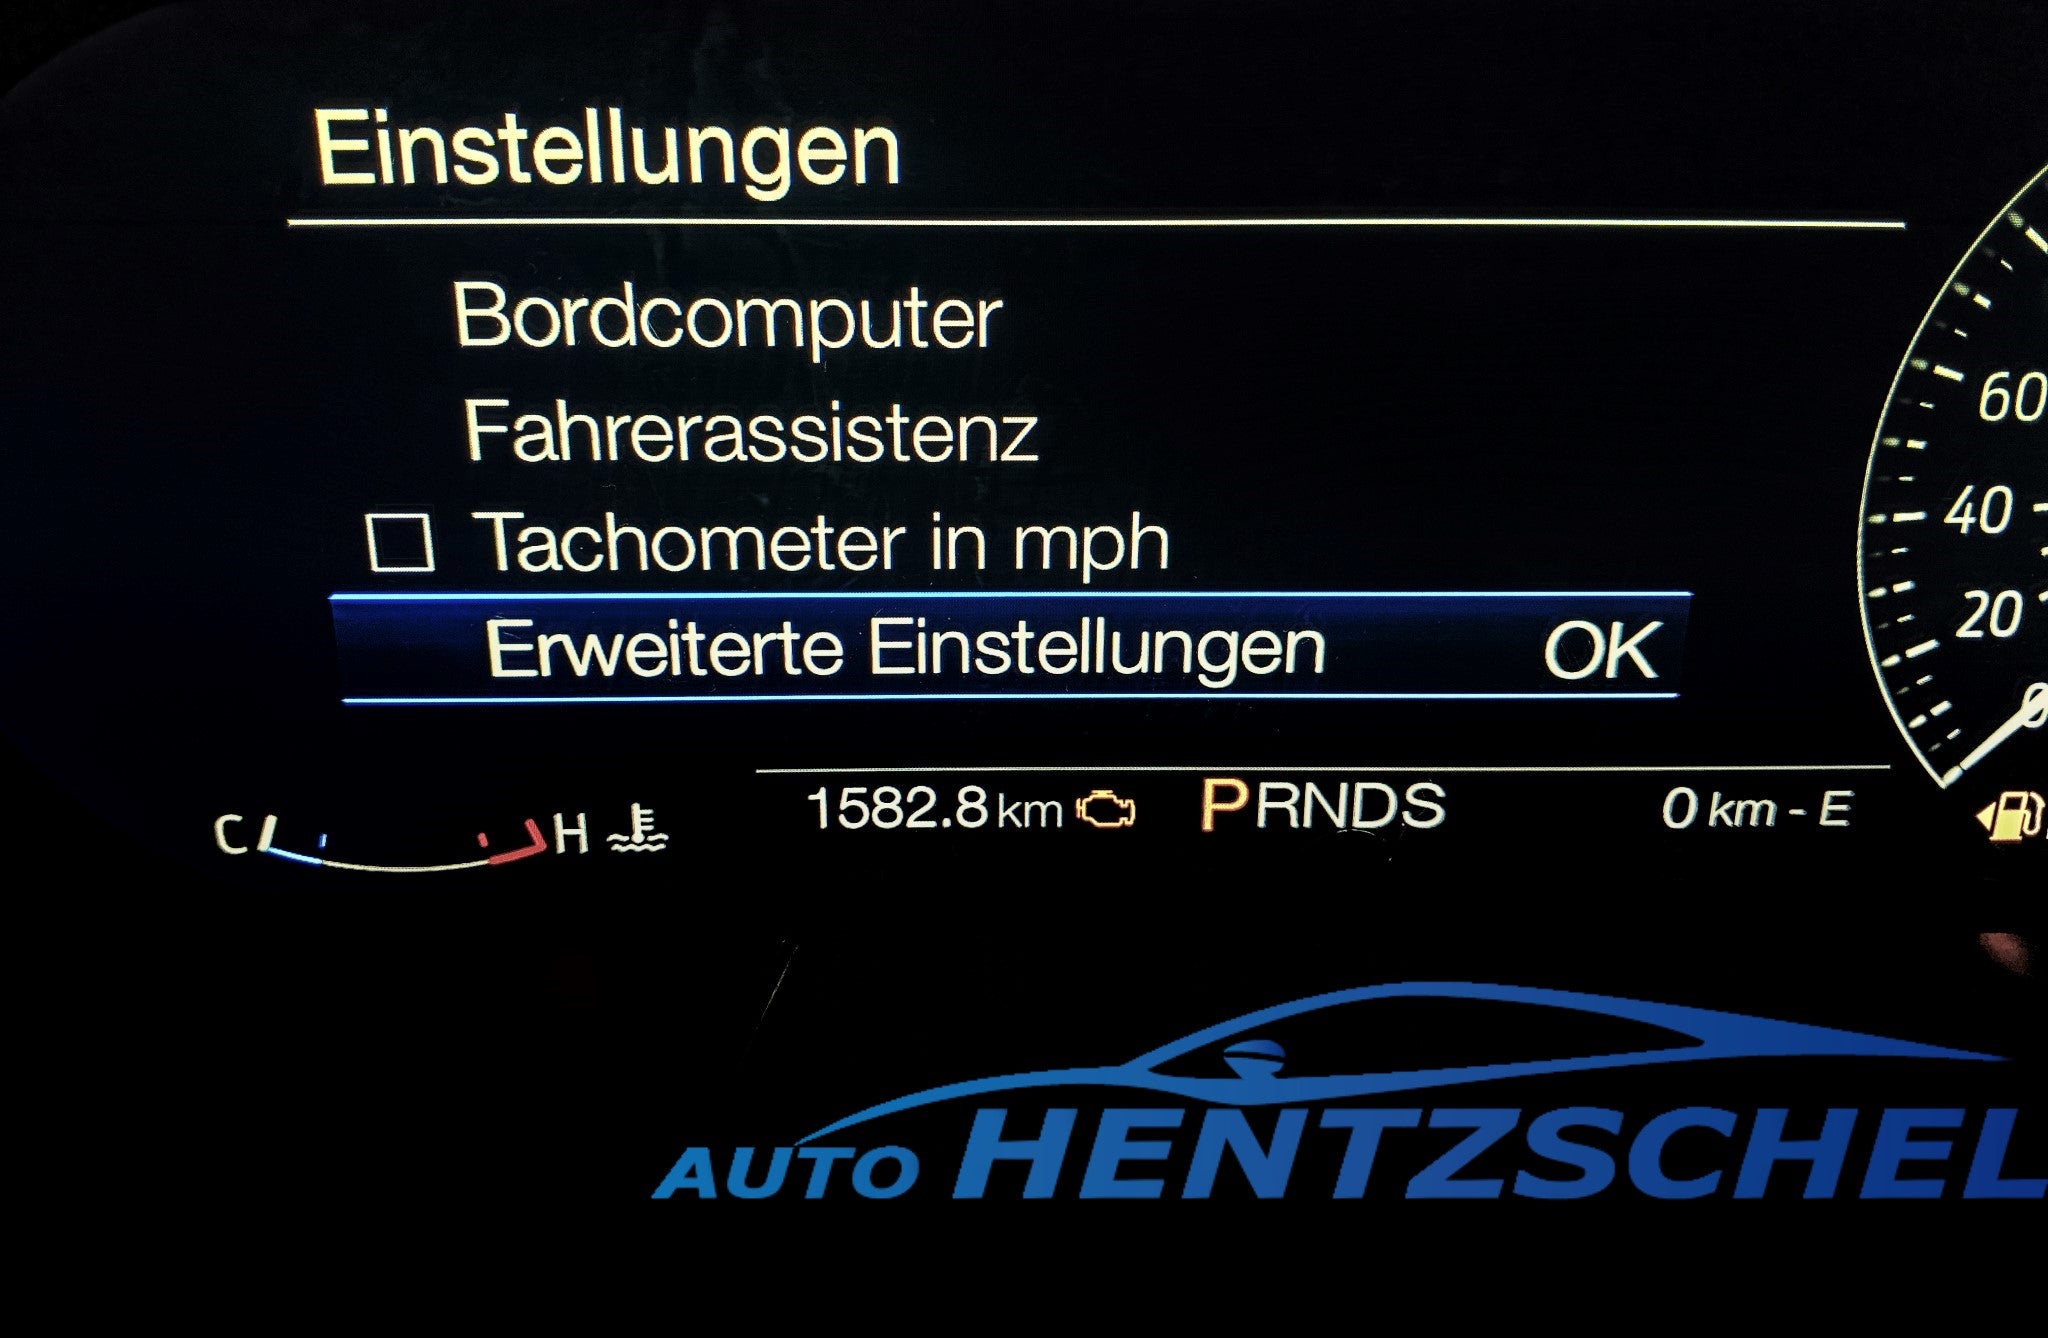 Einstellungen
Bordcomputer
Fahrerassistenz
Tachometer in mph
Erweiterte Einstellungen OK
60
40
20
0
C H
1582.8 km PRNDS 0 km - E
AUTO HENTZSCHEL